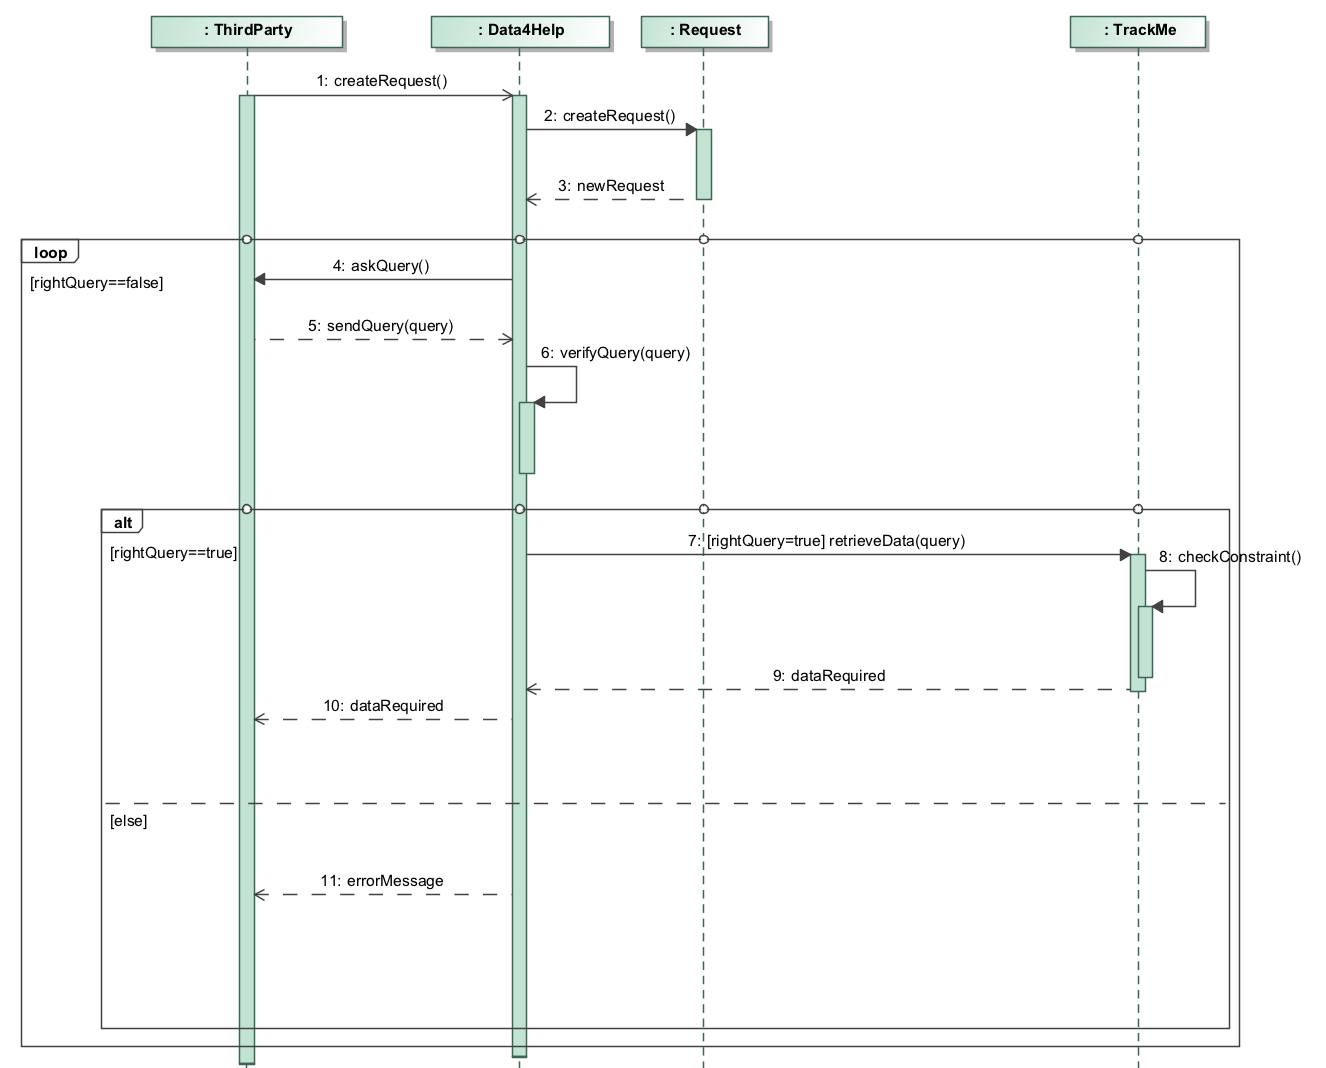 : ThirdParty
: Data4Help
: Request
: TrackMe
1: createRequest()
2: createRequest()
3: newRequest
loop
[rightQuery==false]
4: askQuery()
5: sendQuery(query)
6: verifyQuery(query)
alt
[rightQuery==true]
7: [rightQuery=true] retrieveData(query)
8: checkConstraint()
9: dataRequired
10: dataRequired
[else]
11: errorMessage